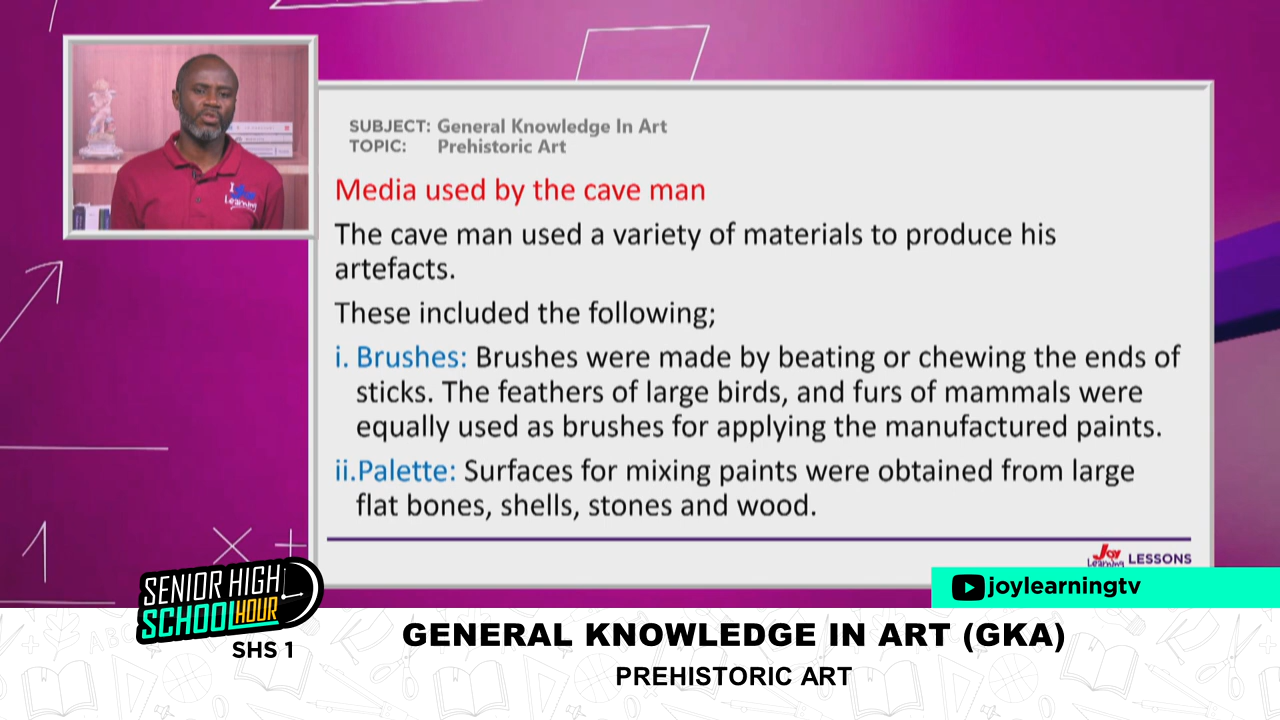 SUBJECT: General Knowledge In Art
TOPIC: Prehistoric Art
Media used by the cave man
The cave man used a variety of materials to produce his
artefacts.
These included the following;
i. Brushes: Brushes were made by beating or chewing the ends of
sticks. The feathers of large birds, and furs of mammals were
equally used as brushes for applying the manufactured paints.
ii.Palette: Surfaces for mixing paints were obtained from large
flat bones, shells, stones and wood.
Joy
Learning LESSONS
joylearningtv
SENIOR HIGH
SCHOOL HOUR
SHS 1
GENERAL KNOWLEDGE IN ART (GKA)
PREHISTORIC ART